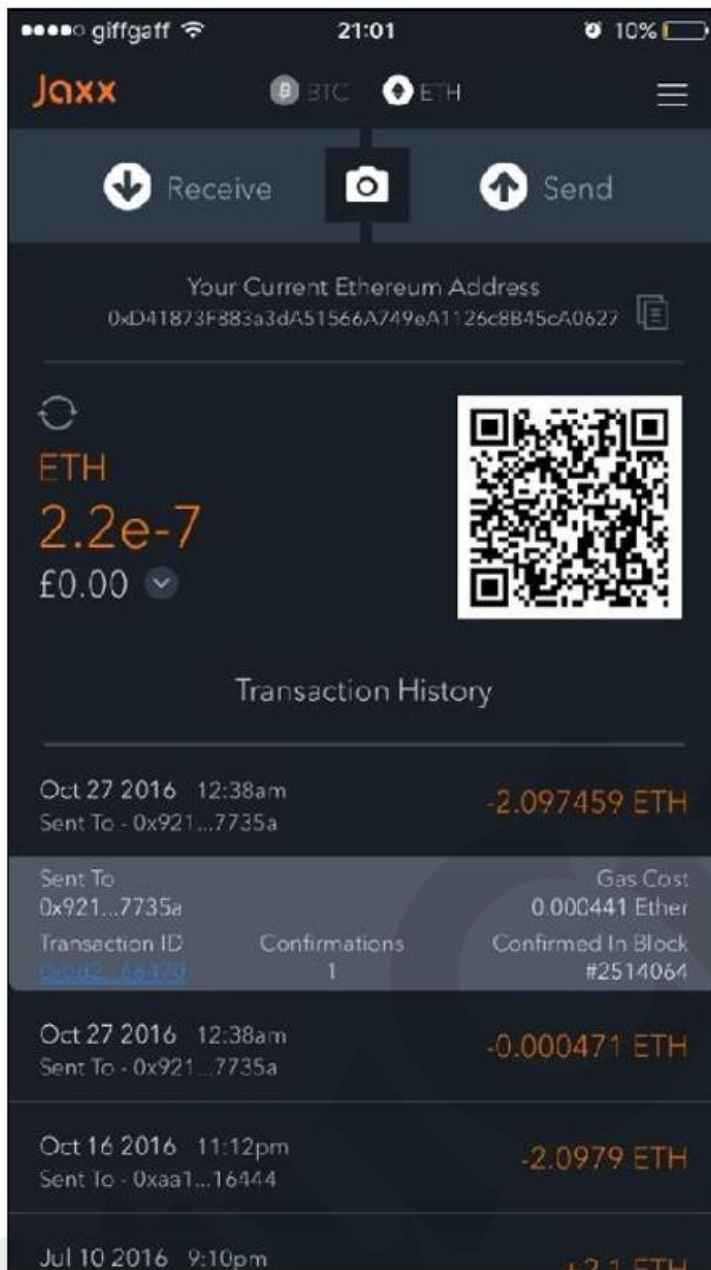 giffgaff 21:01 10%
Jaxx BTC ETH
Receive Send
Your Current Ethereum Address
0xD41873F883a3dA51566A749eA1126c8B45cA0627
ETH
2.2e-7
£0.00
Transaction History
Oct 27 2016 12:38am -2.097459 ETH
Sent To - 0x921...7735a
Sent To Gas Cost
0x921...7735a 0.000441 Ether
Transaction ID Confirmations Confirmed In Block
1 #2514064
Oct 27 2016 12:38am -0.000471 ETH
Sent To - 0x921...7735a
Oct 16 2016 11:12pm -2.0979 ETH
Sent To - 0xaa1...16444
Jul 10 2016 9:10pm +2.1 ETH